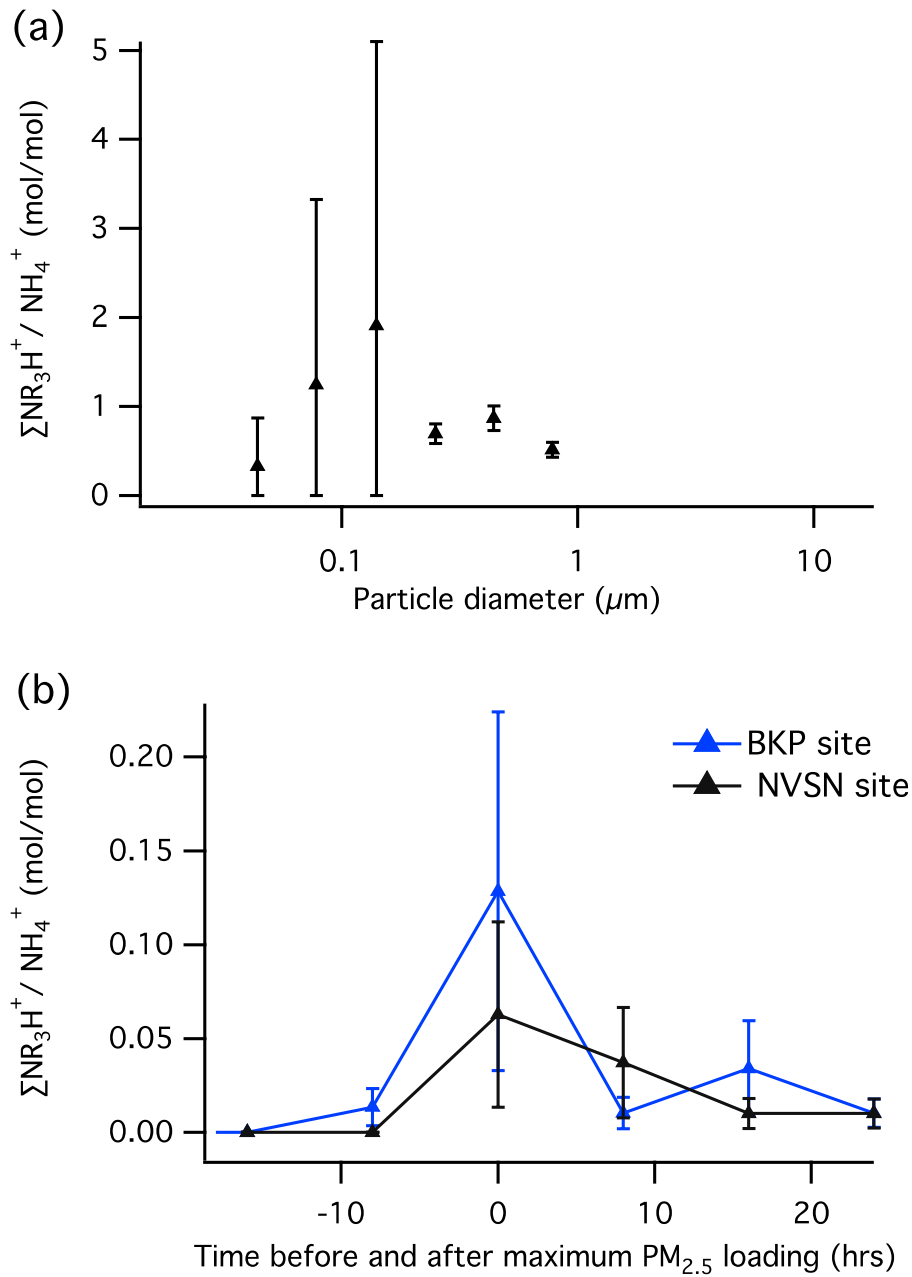 (a)
5
4
3
2
1
0
∑NR₃H⁺/ NH₄⁺ (mol/mol)
0.1
1
10
Particle diameter (µm)
(b)
BKP site
NVSN site
0.20
0.15
0.10
0.05
0.00
∑NR₃H⁺/ NH₄⁺ (mol/mol)
-10
0
10
20
Time before and after maximum PM₂.₅ loading (hrs)